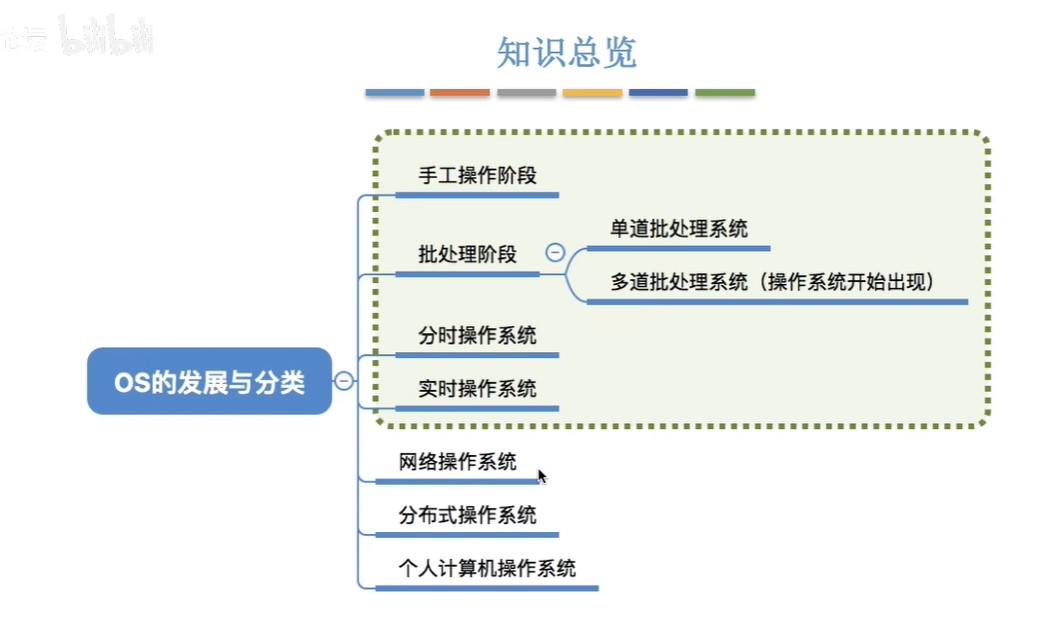 bilibili
知识总览
手工操作阶段
批处理阶段
单道批处理系统
多道批处理系统（操作系统开始出现）
分时操作系统
实时操作系统
OS的发展与分类
网络操作系统
分布式操作系统
个人计算机操作系统